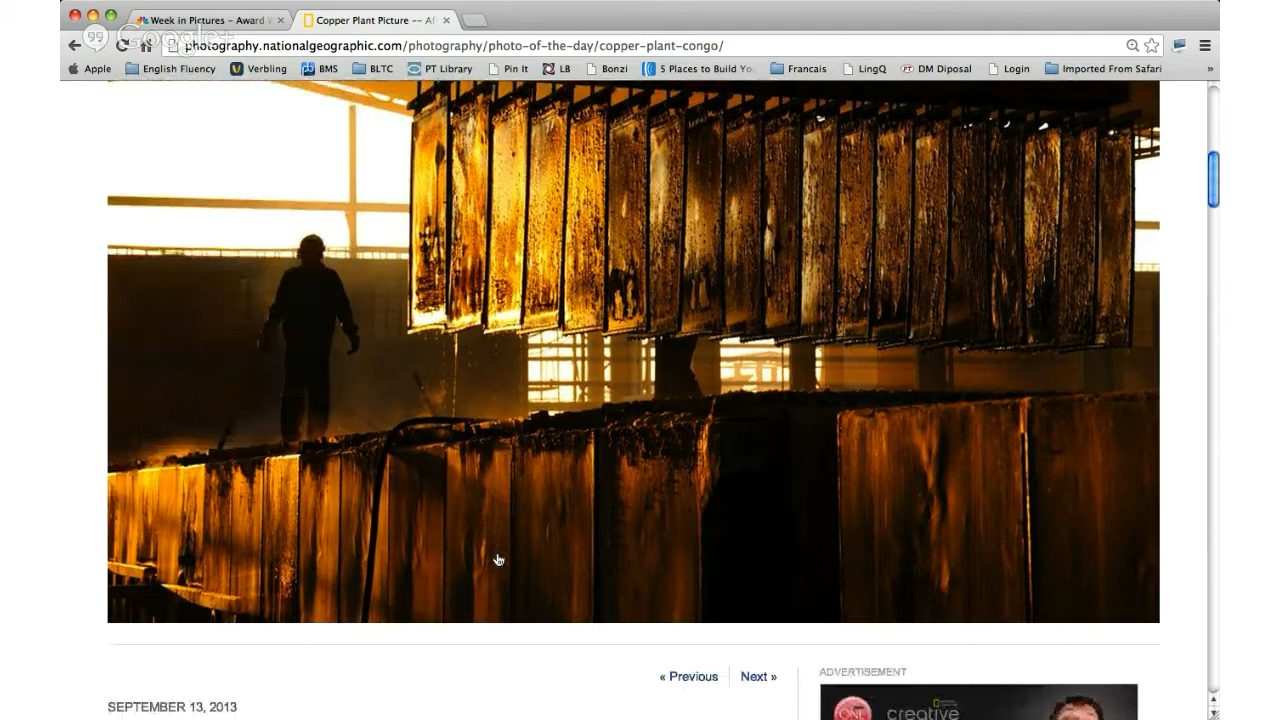 Week in Pictures – Award W
Copper Plant Picture -- Af
Google+
photography.nationalgeographic.com/photography/photo-of-the-day/copper-plant-congo/
Apple English Fluency Verbling BMS BLTC PT Library Pin It LB Bonzi 5 Places to Build Yo Francais LingQ DM Diposal Login Imported From Safari »
« Previous Next »
ADVERTISEMENT
SEPTEMBER 13, 2013
ONE
creative